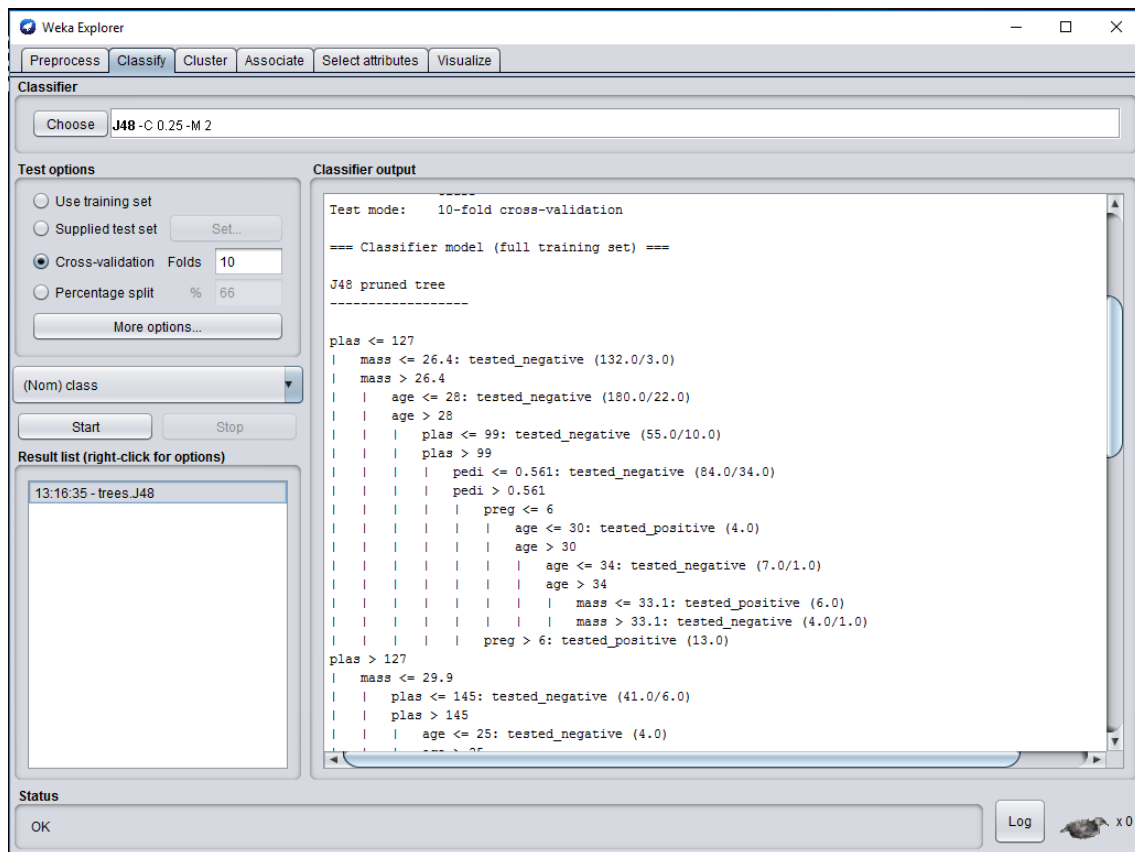 Weka Explorer
Preprocess Classify Cluster Associate Select attributes Visualize
Classifier
Choose J48 -C 0.25 -M 2
Test options
Use training set
Supplied test set Set...
Cross-validation Folds 10
Percentage split % 66
More options...
(Nom) class
Start Stop
Result list (right-click for options)
13:16:35 - trees.J48
Classifier output
Test mode: 10-fold cross-validation
=== Classifier model (full training set) ===
J48 pruned tree
------------------
plas <= 127
| mass <= 26.4: tested_negative (132.0/3.0)
| mass > 26.4
| | age <= 28: tested_negative (180.0/22.0)
| | age > 28
| | | plas <= 99: tested_negative (55.0/10.0)
| | | plas > 99
| | | | pedi <= 0.561: tested_negative (84.0/34.0)
| | | | pedi > 0.561
| | | | | preg <= 6
| | | | | | age <= 30: tested_positive (4.0)
| | | | | | age > 30
| | | | | | | age <= 34: tested_negative (7.0/1.0)
| | | | | | | age > 34
| | | | | | | | mass <= 33.1: tested_positive (6.0)
| | | | | | | | mass > 33.1: tested_negative (4.0/1.0)
| | | | | preg > 6: tested_positive (13.0)
plas > 127
| mass <= 29.9
| | plas <= 145: tested_negative (41.0/6.0)
| | plas > 145
| | | age <= 25: tested_negative (4.0)
Status
OK
Log
x 0